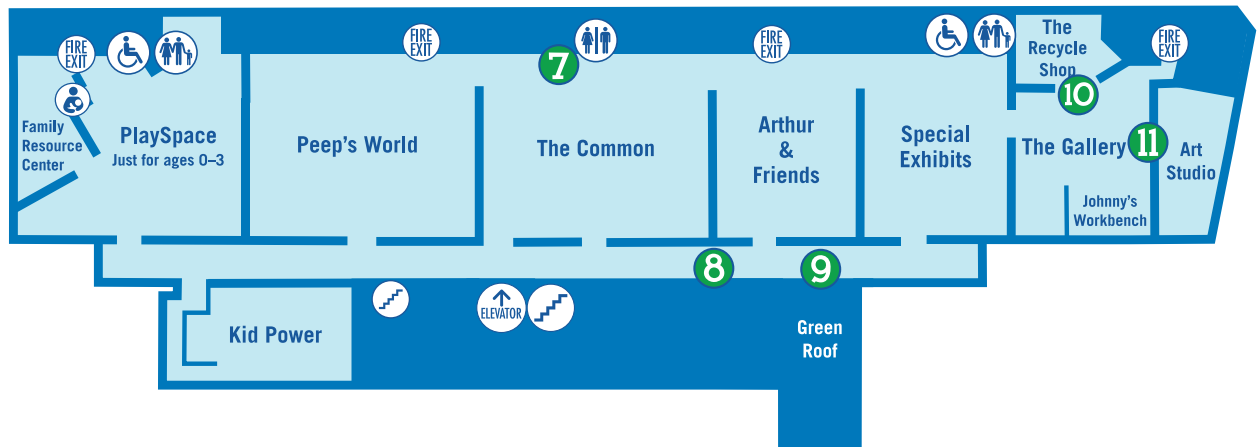 FIRE
EXIT
FIRE
EXIT
7
FIRE
EXIT
The
Recycle
Shop
FIRE
EXIT
10
Family
Resource
Center
PlaySpace
Just for ages 0–3
Peep's World
The Common
Arthur
&
Friends
Special
Exhibits
The Gallery
11
Art
Studio
Johnny's
Workbench
8
9
ELEVATOR
Kid Power
Green
Roof